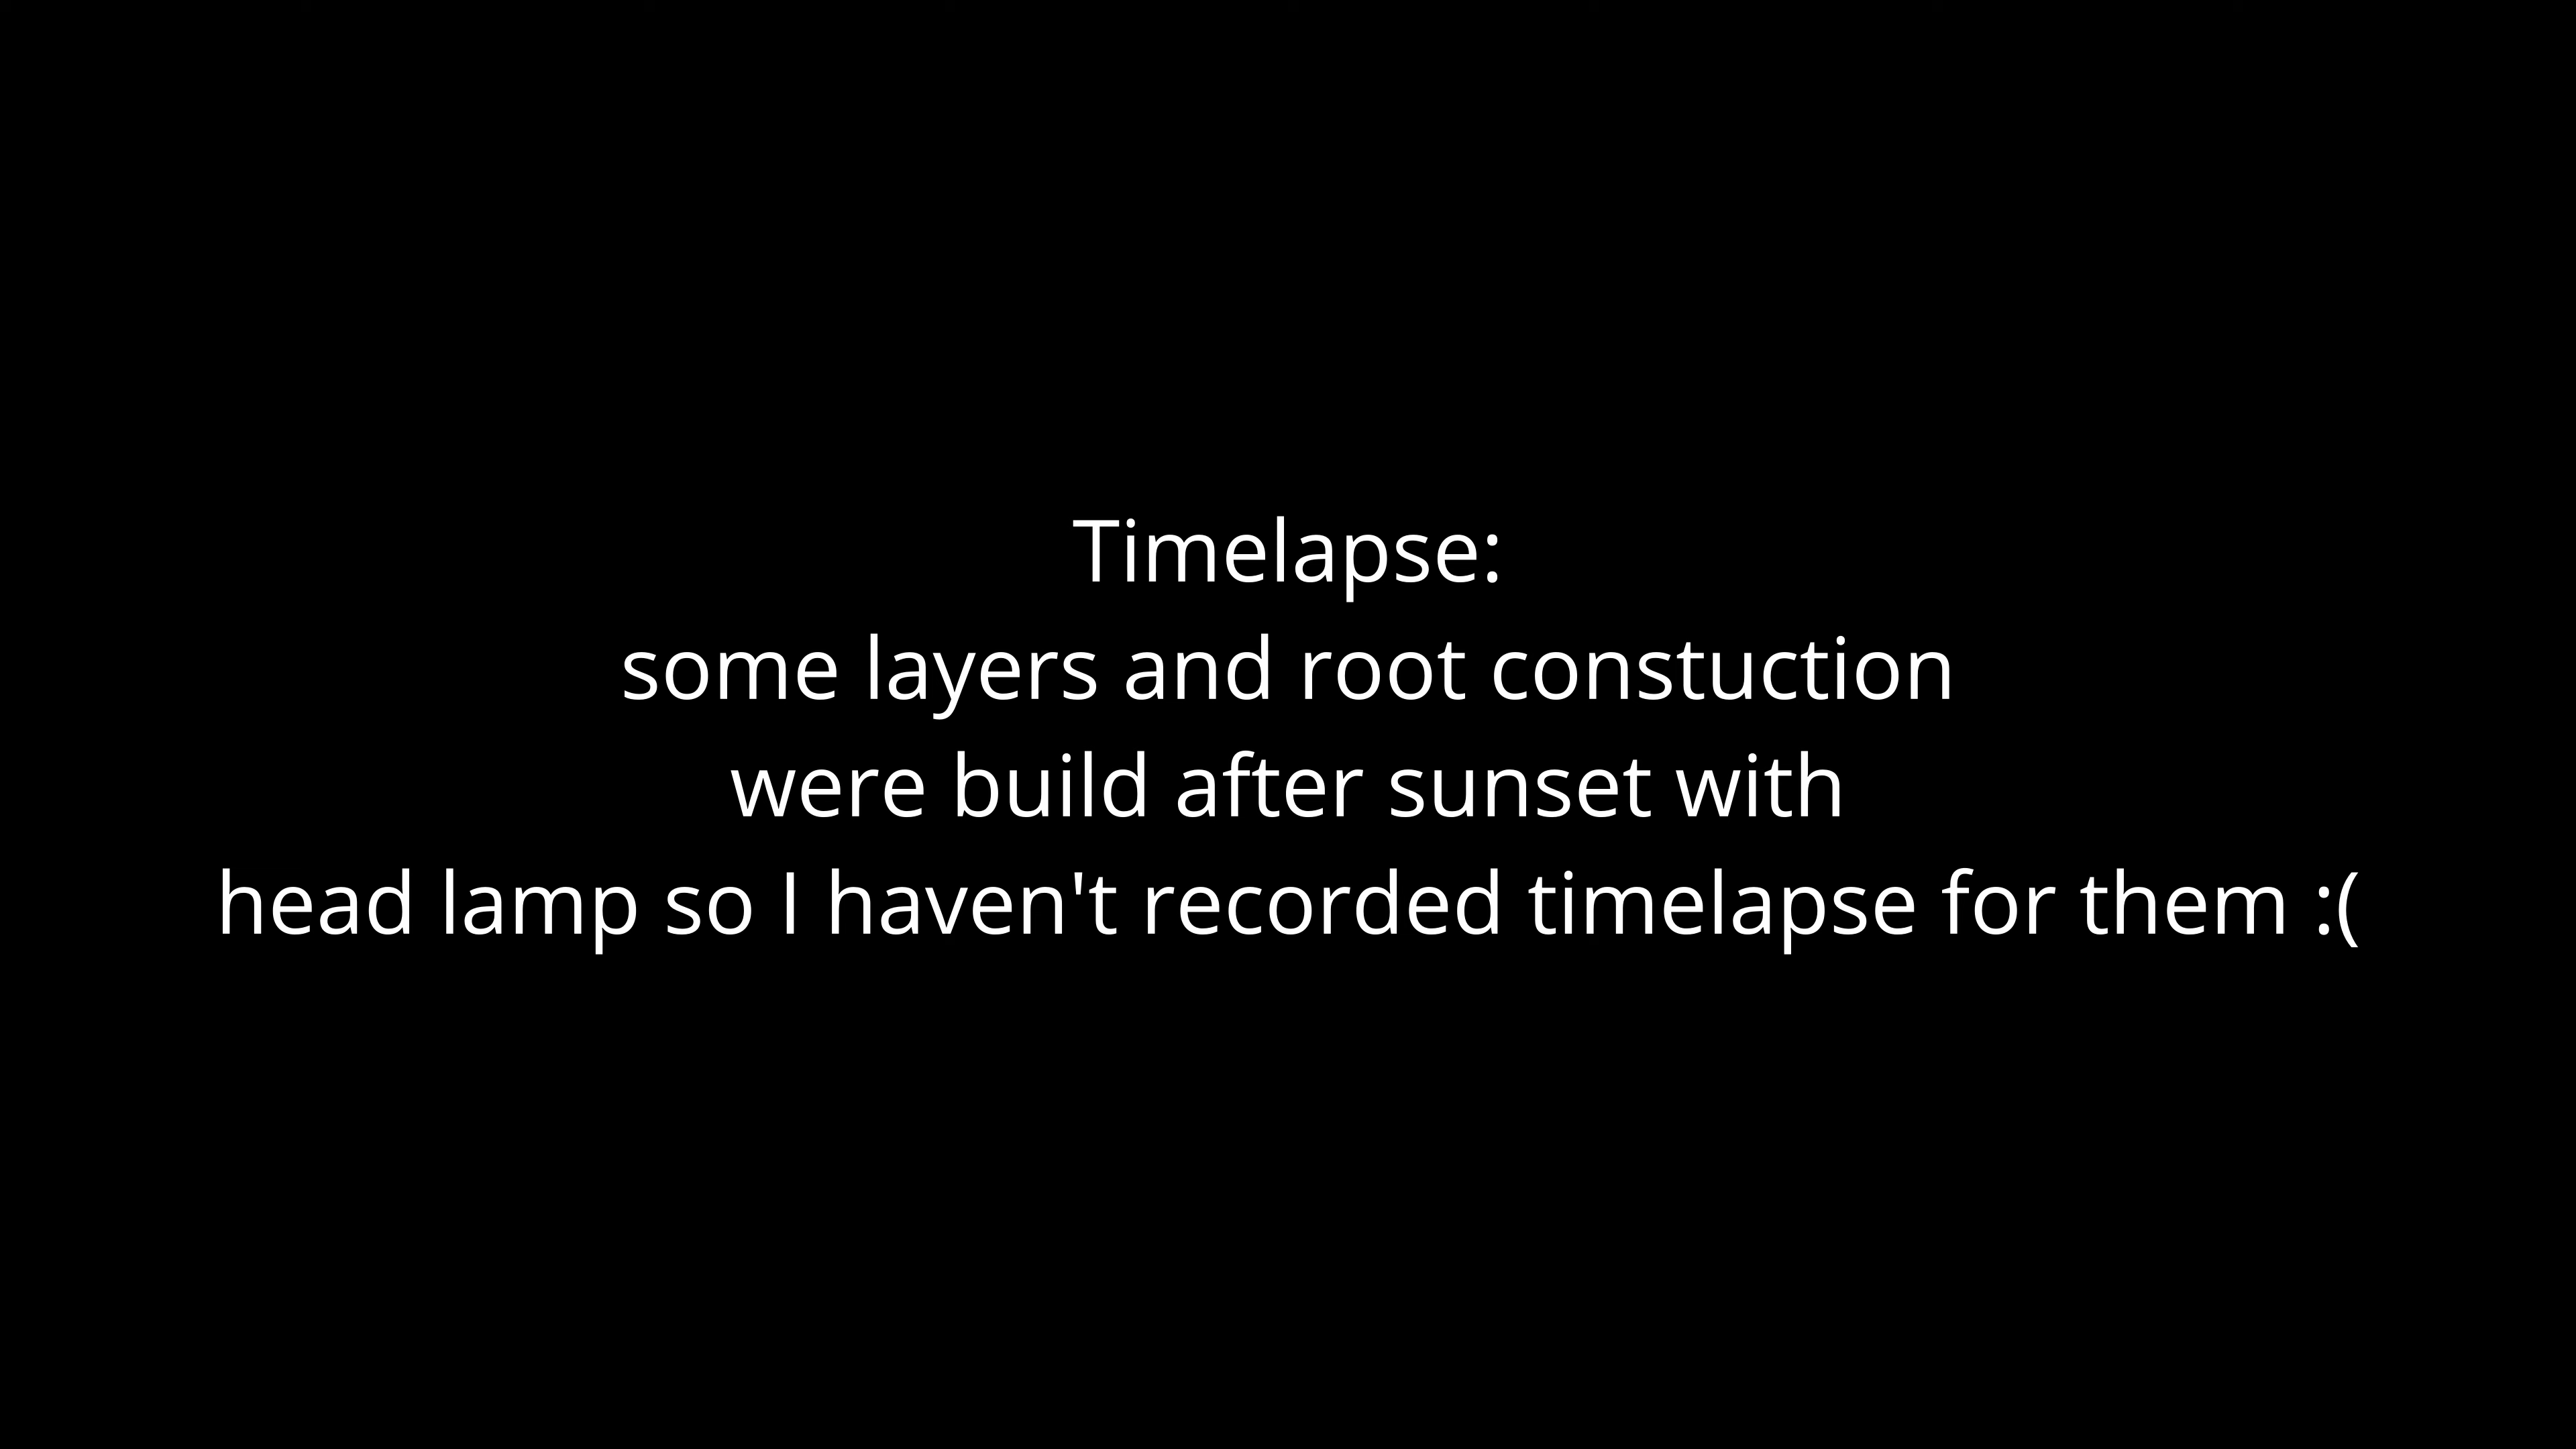 Timelapse:
some layers and root constuction
were build after sunset with
head lamp so I haven't recorded timelapse for them :(